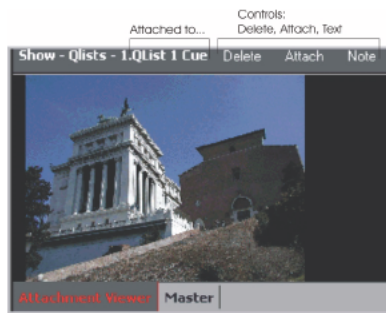 Controls:
Attached to... Delete, Attach, Text
Show - Qlists - 1.QList 1 Cue Delete Attach Note
Attachment Viewer Master